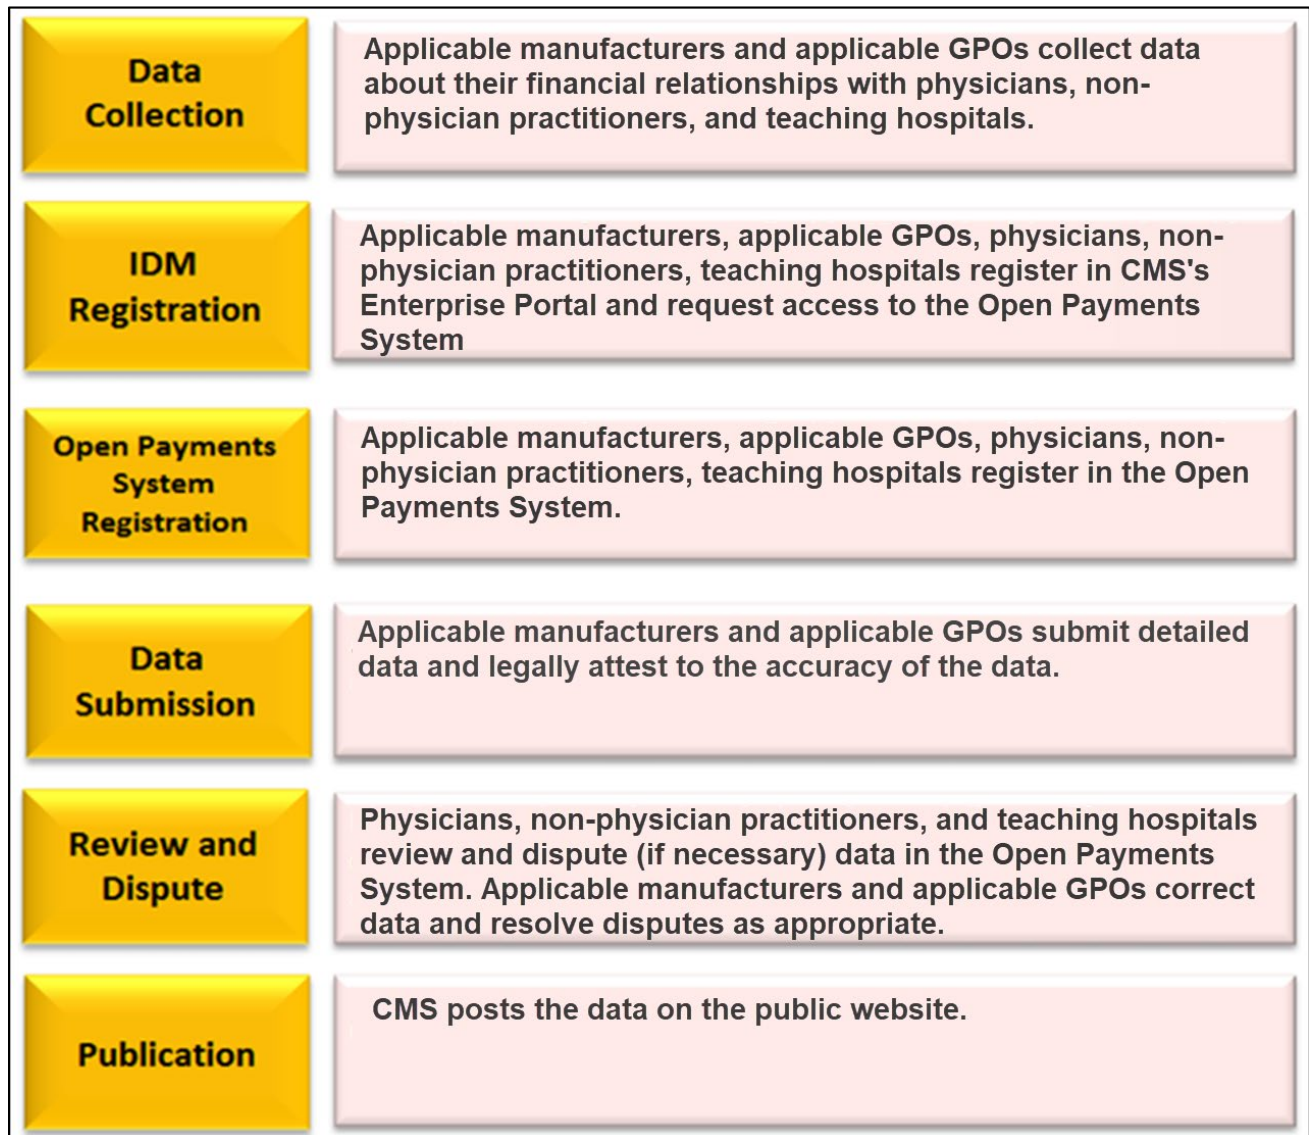 Data
Collection
Applicable manufacturers and applicable GPOs collect data
about their financial relationships with physicians, non-
physician practitioners, and teaching hospitals.
IDM
Registration
Applicable manufacturers, applicable GPOs, physicians, non-
physician practitioners, teaching hospitals register in CMS's
Enterprise Portal and request access to the Open Payments
System
Open Payments
System
Registration
Applicable manufacturers, applicable GPOs, physicians, non-
physician practitioners, teaching hospitals register in the Open
Payments System.
Data
Submission
Applicable manufacturers and applicable GPOs submit detailed
data and legally attest to the accuracy of the data.
Review and
Dispute
Physicians, non-physician practitioners, and teaching hospitals
review and dispute (if necessary) data in the Open Payments
System. Applicable manufacturers and applicable GPOs correct
data and resolve disputes as appropriate.
Publication
CMS posts the data on the public website.